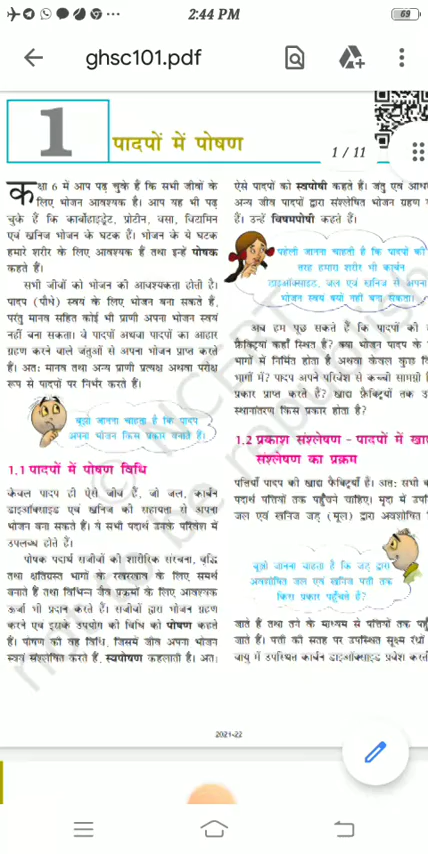 2:44 PM
69
ghsc101.pdf
1
पादपों में पोषण
1 / 11
कक्षा 6 में आप पढ़ चुके हैं कि सभी जीवों के
लिए भोजन आवश्यक है। आप यह भी पढ़
चुके हैं कि कार्बोहाइड्रेट, प्रोटीन, वसा, विटामिन
एवं खनिज भोजन के घटक हैं। भोजन के ये घटक
हमारे शरीर के लिए आवश्यक हैं तथा इन्हें पोषक
कहते हैं।
सभी जीवों को भोजन की आवश्यकता होती है।
पादप (पौधे) स्वयं के लिए भोजन बना सकते हैं,
परंतु मानव सहित कोई भी प्राणी अपना भोजन स्वयं
नहीं बना सकता। वे पादपों अथवा पादपों का आहार
ग्रहण करने वाले जंतुओं से अपना भोजन प्राप्त करते
हैं। अतः मानव तथा अन्य प्राणी प्रत्यक्ष अथवा परोक्ष
रूप से पादपों पर निर्भर करते हैं।
बूझो जानना चाहता है कि पादप
अपना भोजन किस प्रकार बनाते हैं।
1.1 पादपों में पोषण विधि
केवल पादप ही ऐसे जीव हैं, जो जल, कार्बन
डाइऑक्साइड एवं खनिज की सहायता से अपना
भोजन बना सकते हैं। ये सभी पदार्थ उनके परिवेश में
उपलब्ध होते हैं।
पोषक पदार्थ सजीवों की शारीरिक संरचना, वृद्धि
तथा क्षतिग्रस्त भागों के रखरखाव के लिए समर्थ
बनाते हैं तथा विभिन्न जैव प्रक्रमों के लिए आवश्यक
ऊर्जा भी प्रदान करते हैं। सजीवों द्वारा भोजन ग्रहण
करने एवं इसके उपयोग की विधि को पोषण कहते
हैं। पोषण की वह विधि, जिसमें जीव अपना भोजन
स्वयं संश्लेषित करते हैं, स्वपोषण कहलाती है। अतः
ऐसे पादपों को स्वपोषी कहते हैं। जंतु एवं
अन्य जीव पादपों द्वारा संश्लेषित भोजन ग्रहण
हैं। उन्हें विषमपोषी कहते हैं।
पहेली जानना चाहती है कि पादपों की
तरह हमारा शरीर भी कार्बन
डाइऑक्साइड, जल एवं खनिज से अपना
भोजन स्वयं क्यों नहीं बना सकता।
अब हम पूछ सकते हैं कि पादपों की
फ़ैक्ट्रियां कहाँ स्थित हैं? क्या भोजन पादप के
भागों में निर्मित होता है अथवा केवल कुछ
भागों में? पादप अपने परिवेश से कच्ची सामग्री
प्रकार प्राप्त करते हैं? खाद्य फ़ैक्ट्रियों तक
स्थानांतरण किस प्रकार होता है?
1.2 प्रकाश संश्लेषण - पादपों में
संश्लेषण का प्रक्रम
पत्तियाँ पादप की खाद्य फ़ैक्ट्रियाँ हैं। अतः सभी
पदार्थ पत्तियों तक पहुँचने चाहिए। मृदा में
जल एवं खनिज जड़ (मूल) द्वारा अवशोषित
बूझो जानना चाहता है कि जड़ द्वारा
अवशोषित जल एवं खनिज पत्ती तक
किस प्रकार पहुँचते हैं?
जाते हैं तथा तने के माध्यम से पत्तियों तक
जाते हैं। पत्ती की सतह पर उपस्थित सूक्ष्म रंध्रों
वायु में उपस्थित कार्बन डाइऑक्साइड प्रवेश
2021-22